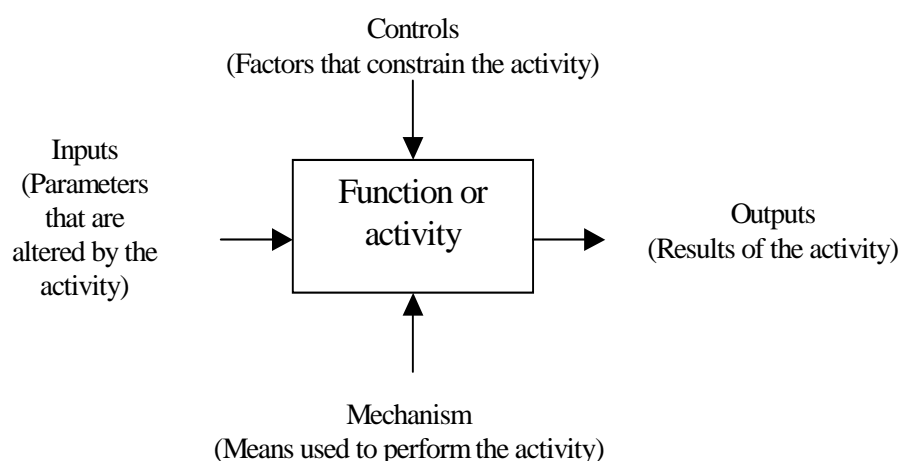 Controls
(Factors that constrain the activity)
Inputs
(Parameters
that are
altered by the
activity)
Function or
activity
Outputs
(Results of the activity)
Mechanism
(Means used to perform the activity)